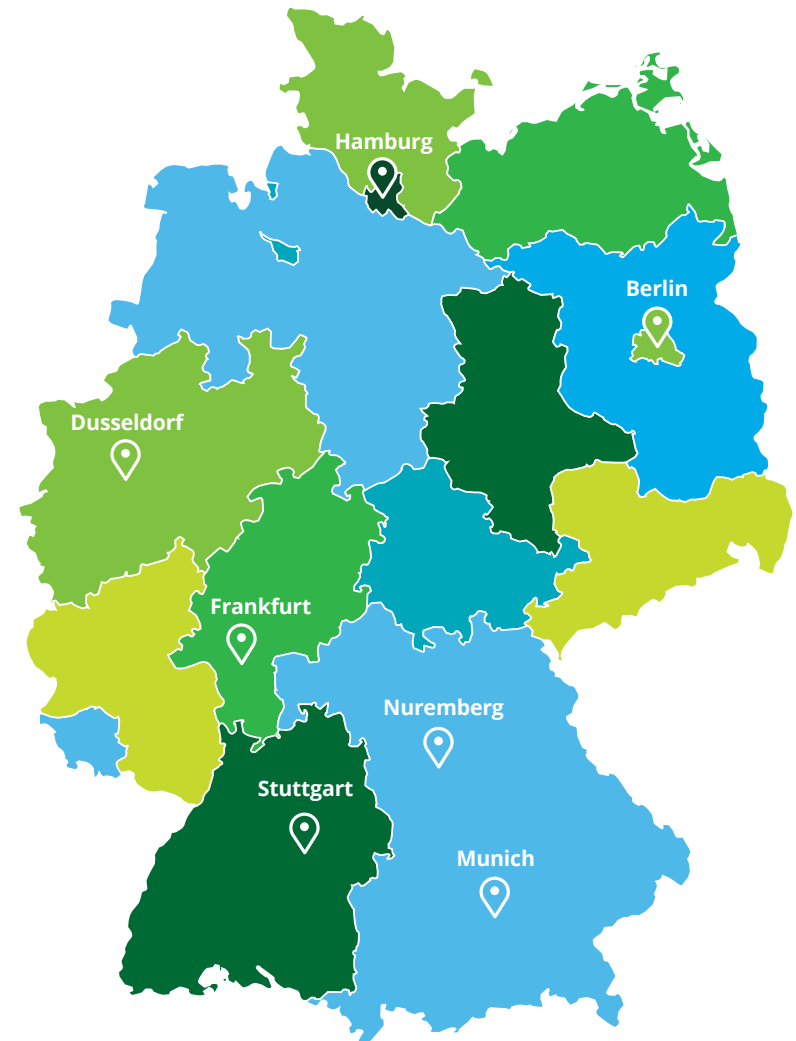 Hamburg
Berlin
Dusseldorf
Frankfurt
Nuremberg
Stuttgart
Munich